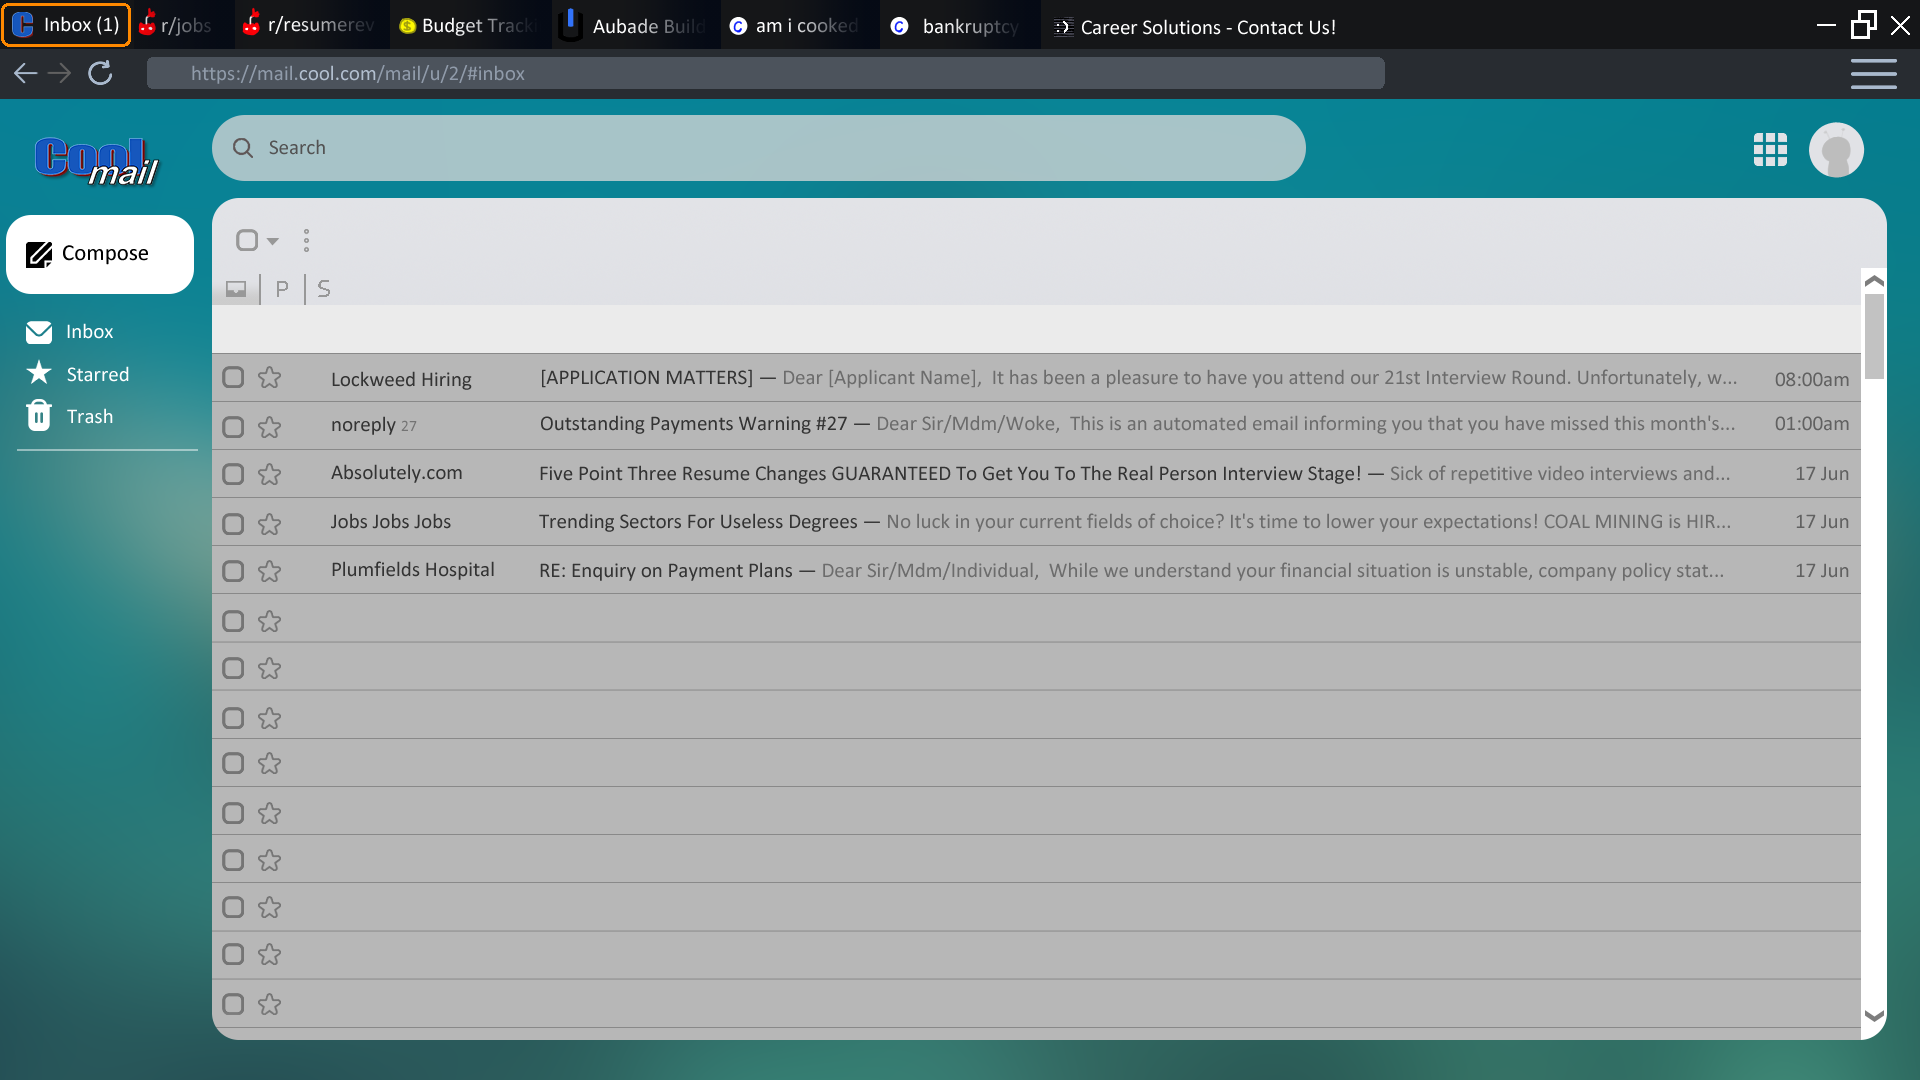 Inbox (1) r/jobs r/resumerev Budget Tracki Aubade Build am i cooked bankruptcy Career Solutions - Contact Us!
https://mail.cool.com/mail/u/2/#inbox
Cool mail
Search
Compose
Inbox
Starred
Trash
P S
Lockweed Hiring [APPLICATION MATTERS] — Dear [Applicant Name], It has been a pleasure to have you attend our 21st Interview Round. Unfortunately, w... 08:00am
noreply 27 Outstanding Payments Warning #27 — Dear Sir/Mdm/Woke, This is an automated email informing you that you have missed this month's... 01:00am
Absolutely.com Five Point Three Resume Changes GUARANTEED To Get You To The Real Person Interview Stage! — Sick of repetitive video interviews and... 17 Jun
Jobs Jobs Jobs Trending Sectors For Useless Degrees — No luck in your current fields of choice? It's time to lower your expectations! COAL MINING is HIR... 17 Jun
Plumfields Hospital RE: Enquiry on Payment Plans — Dear Sir/Mdm/Individual, While we understand your financial situation is unstable, company policy stat... 17 Jun